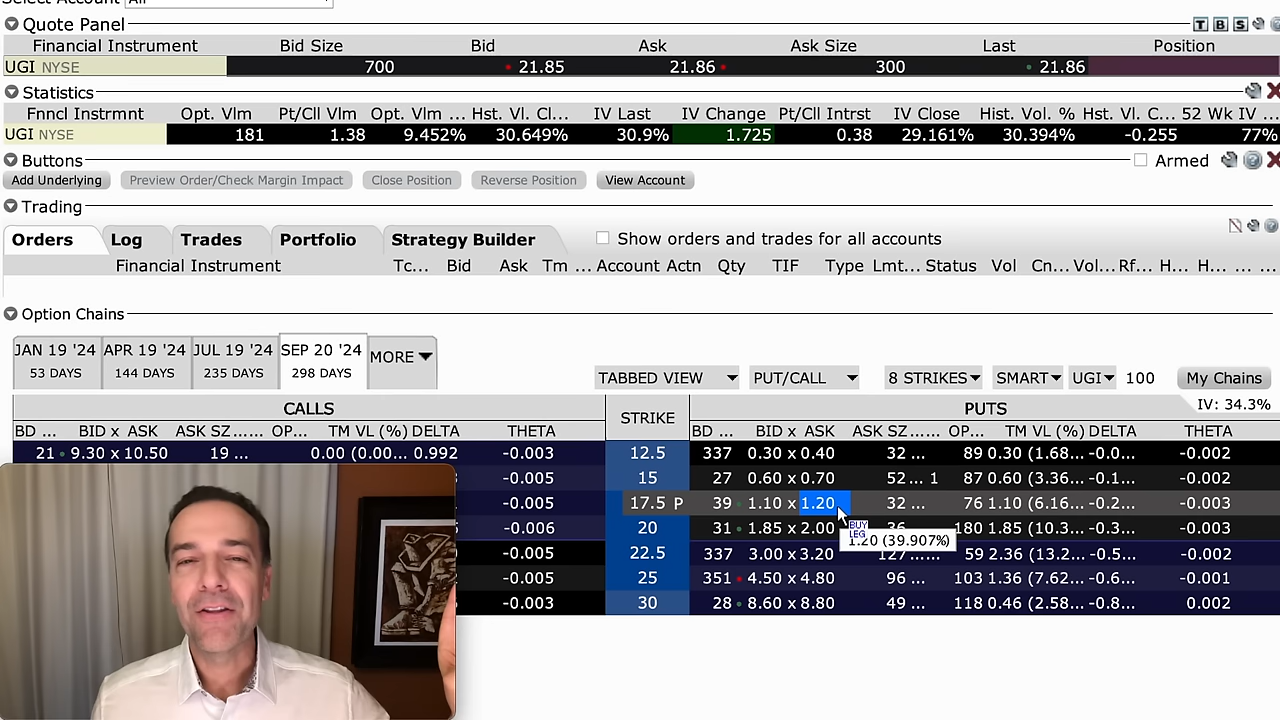 Select Account All
Quote Panel T B S
Financial Instrument Bid Size Bid Ask Ask Size Last Position
UGI NYSE 700 21.85 21.86 300 21.86
Statistics
Fnncl Instrmnt Opt. Vlm Pt/Cll Vlm Opt. Vlm ... Hst. Vl. Cl... IV Last IV Change Pt/Cll Intrst IV Close Hist. Vol. % Hst. Vl. C... 52 Wk IV ...
UGI NYSE 181 1.38 9.452% 30.649% 30.9% 1.725 0.38 29.161% 30.394% -0.255 77%
Buttons Armed
Add Underlying Preview Order/Check Margin Impact Close Position Reverse Position View Account
Trading
Orders Log Trades Portfolio Strategy Builder Show orders and trades for all accounts
Financial Instrument Tc... Bid Ask Tm ... Account Actn Qty TIF Type Lmt... Status Vol Cn... Vol... Rf... H... H... ... ...
Option Chains
JAN 19 '24 APR 19 '24 JUL 19 '24 SEP 20 '24 MORE
53 DAYS 144 DAYS 235 DAYS 298 DAYS
TABBED VIEW PUT/CALL 8 STRIKES SMART UGI 100 My Chains
CALLS STRIKE PUTS IV: 34.3%
BD ... BID x ASK ASK SZ ...... OP... TM VL (%) DELTA THETA BD ... BID x ASK ASK SZ ...... OP... TM VL (%) DELTA THETA
21 9.30 x 10.50 19 ... 0.00 (0.00... 0.992 -0.003 12.5 337 0.30 x 0.40 32 ... 89 0.30 (1.68... -0.0... -0.002
-0.005 15 27 0.60 x 0.70 52 ... 1 87 0.60 (3.36... -0.1... -0.002
-0.005 17.5 P 39 1.10 x 1.20 32 ... 76 1.10 (6.16... -0.2... -0.003
-0.006 20 31 1.85 x 2.00 36 ... 180 1.85 (10.3... -0.3... -0.003
BUY
LEG
1.20 (39.907%)
-0.005 22.5 337 3.00 x 3.20 127 ...... 59 2.36 (13.2... -0.5... -0.002
-0.005 25 351 4.50 x 4.80 96 ... 103 1.36 (7.62... -0.6... -0.001
-0.003 30 28 8.60 x 8.80 49 ... 118 0.46 (2.58... -0.8... 0.002